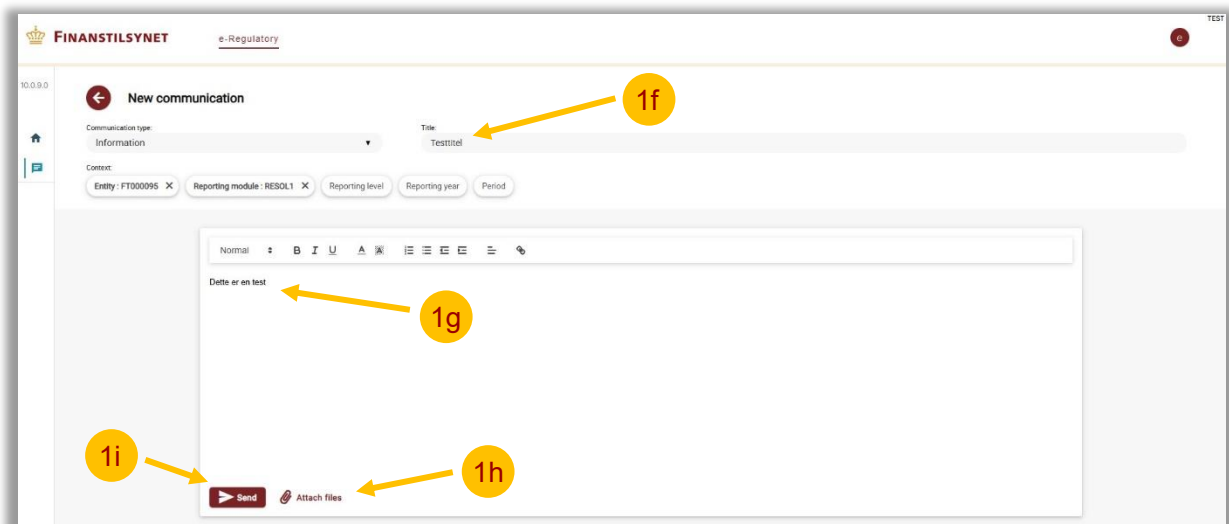 TEST
FINANSTILSYNET e-Regulatory e
10.0.9.0
New communication 1f
Communication type: Title:
Information Testtitel
Context:
Entity : FT000095 X Reporting module : RESOL1 X Reporting level Reporting year Period
Normal B I U A A
Dette er en test
1g
1i 1h
Send Attach files